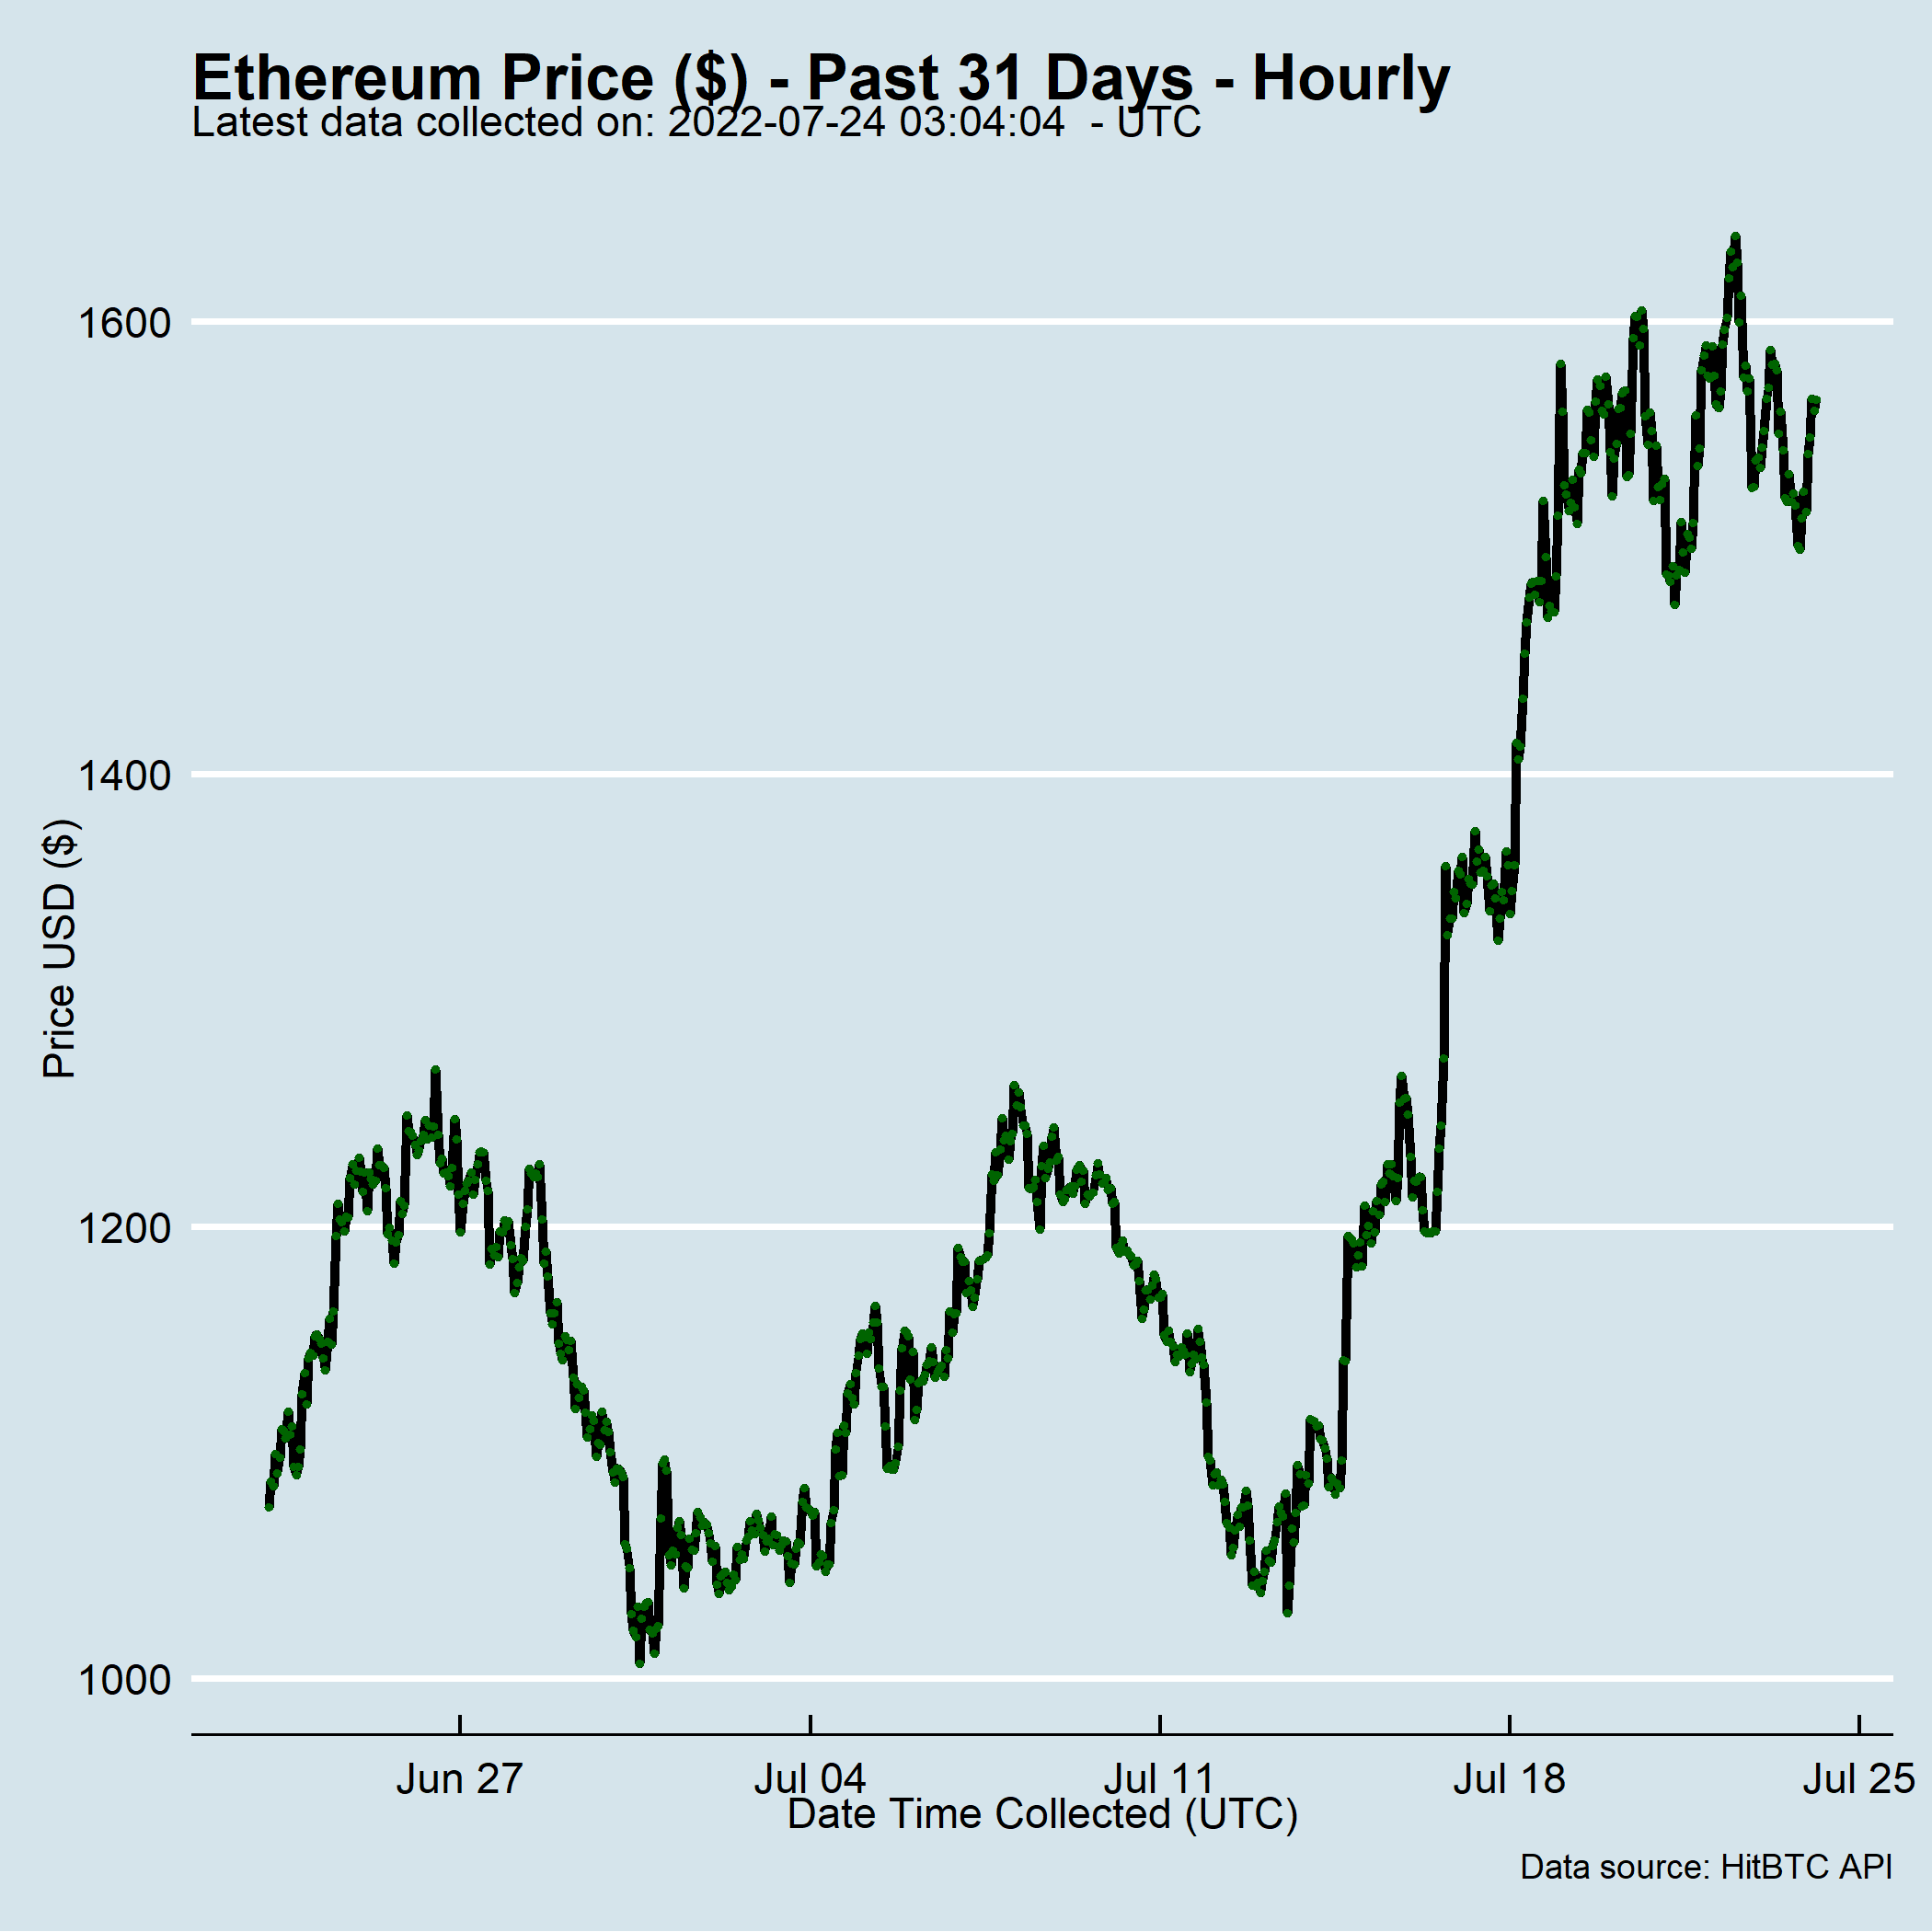 Ethereum Price ($) - Past 31 Days - Hourly
Latest data collected on: 2022-07-24 03:04:04  - UTC
1600
1400
1200
1000
Price USD ($)
Jun 27
Jul 04
Jul 11
Jul 18
Jul 25
Date Time Collected (UTC)
Data source: HitBTC API